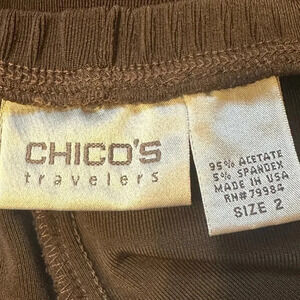 CHICO'S
travelers
95% ACETATE
5% SPANDEX
MADE IN USA
RN#79984
SIZE 2